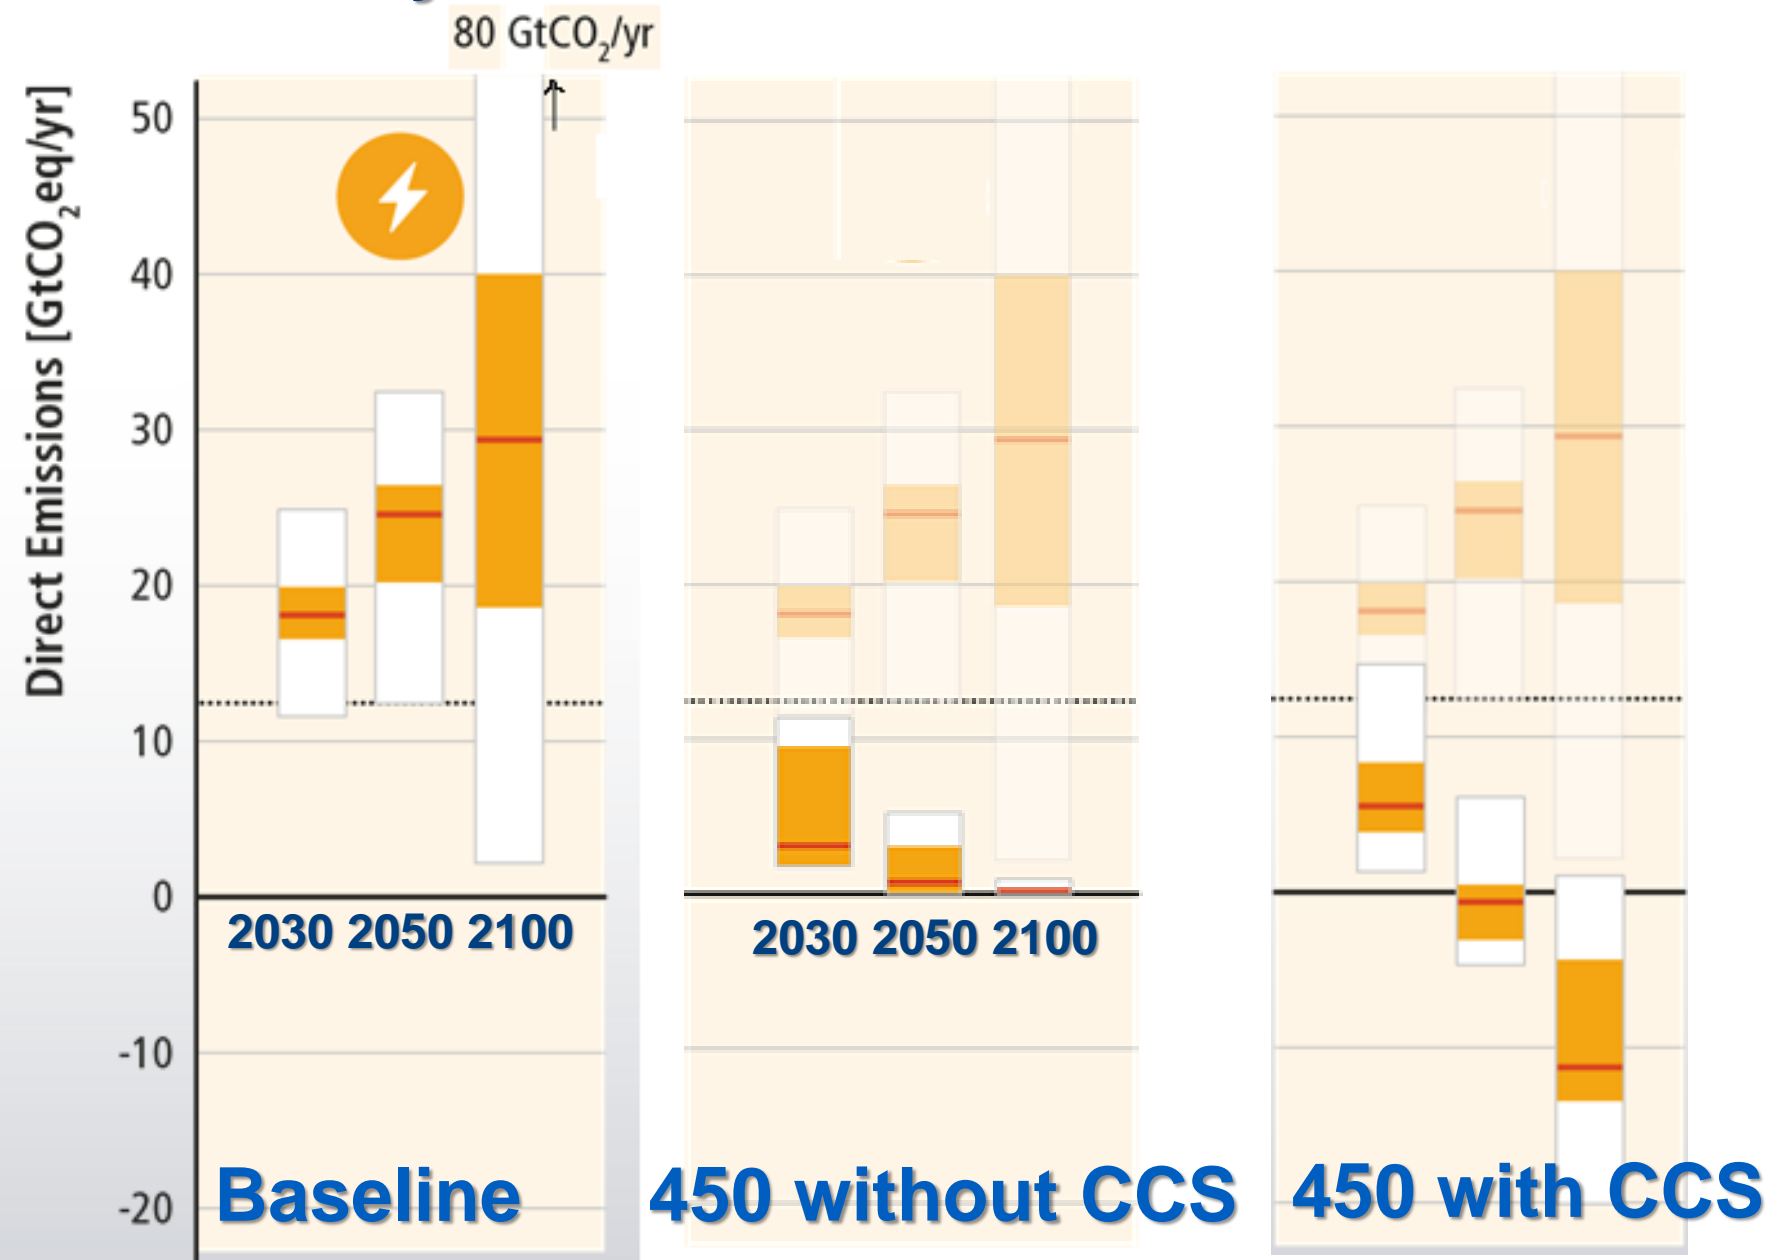 80 GtCO₂/yr
Direct Emissions [GtCO₂eq/yr]
50
40
30
20
10
0
-10
-20
2030 2050 2100
2030 2050 2100
Baseline
450 without CCS
450 with CCS